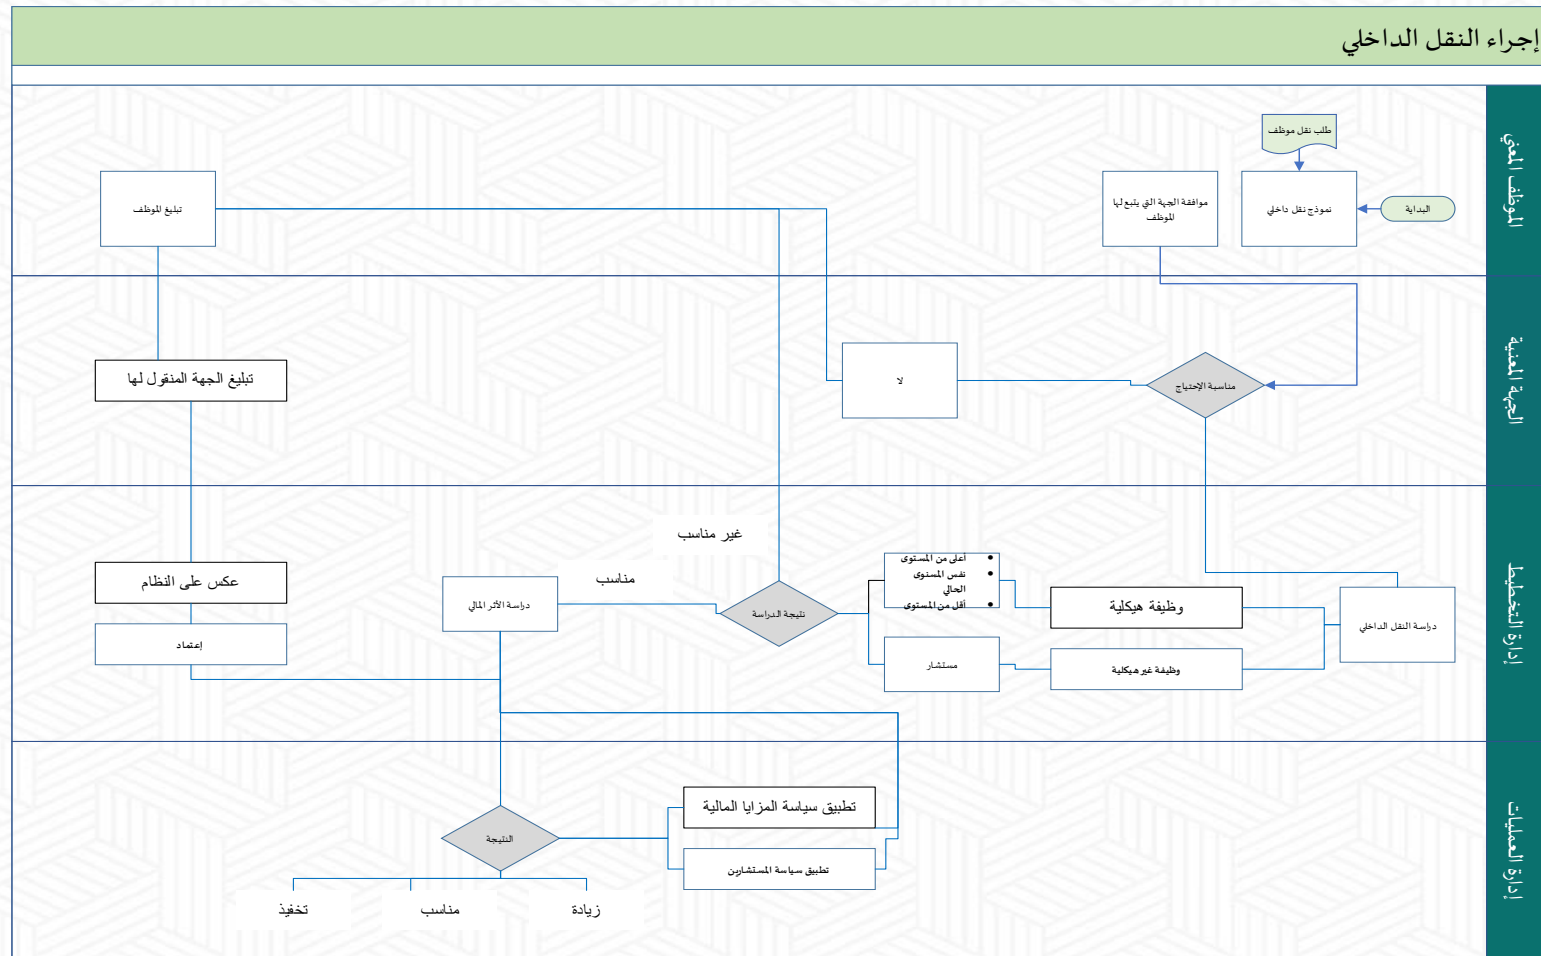 إجراء النقل الداخلي
الموظف المعني
طلب نقل موظف
البداية
نموذج نقل داخلي
موافقة الجهة التي يتبع لها
الموظف
تبليغ الموظف
الجهة المعنية
مناسبة الإحتياج
لا
تبليغ الجهة المنقول لها
إدارة التخطيط
دراسة النقل الداخلي
وظيفة هيكلية
وظيفة غير هيكلية
• أعلى من المستوى
• نفس المستوى
الحالي
• أقل من المستوى
مستشار
نتيجة الدراسة
غير مناسب
مناسب
دراسة الأثر المالي
عكس على النظام
إعتماد
إدارة العمليات
تطبيق سياسة المزايا المالية
تطبيق سياسة المستشارين
النتيجة
زيادة
مناسب
تخفيذ